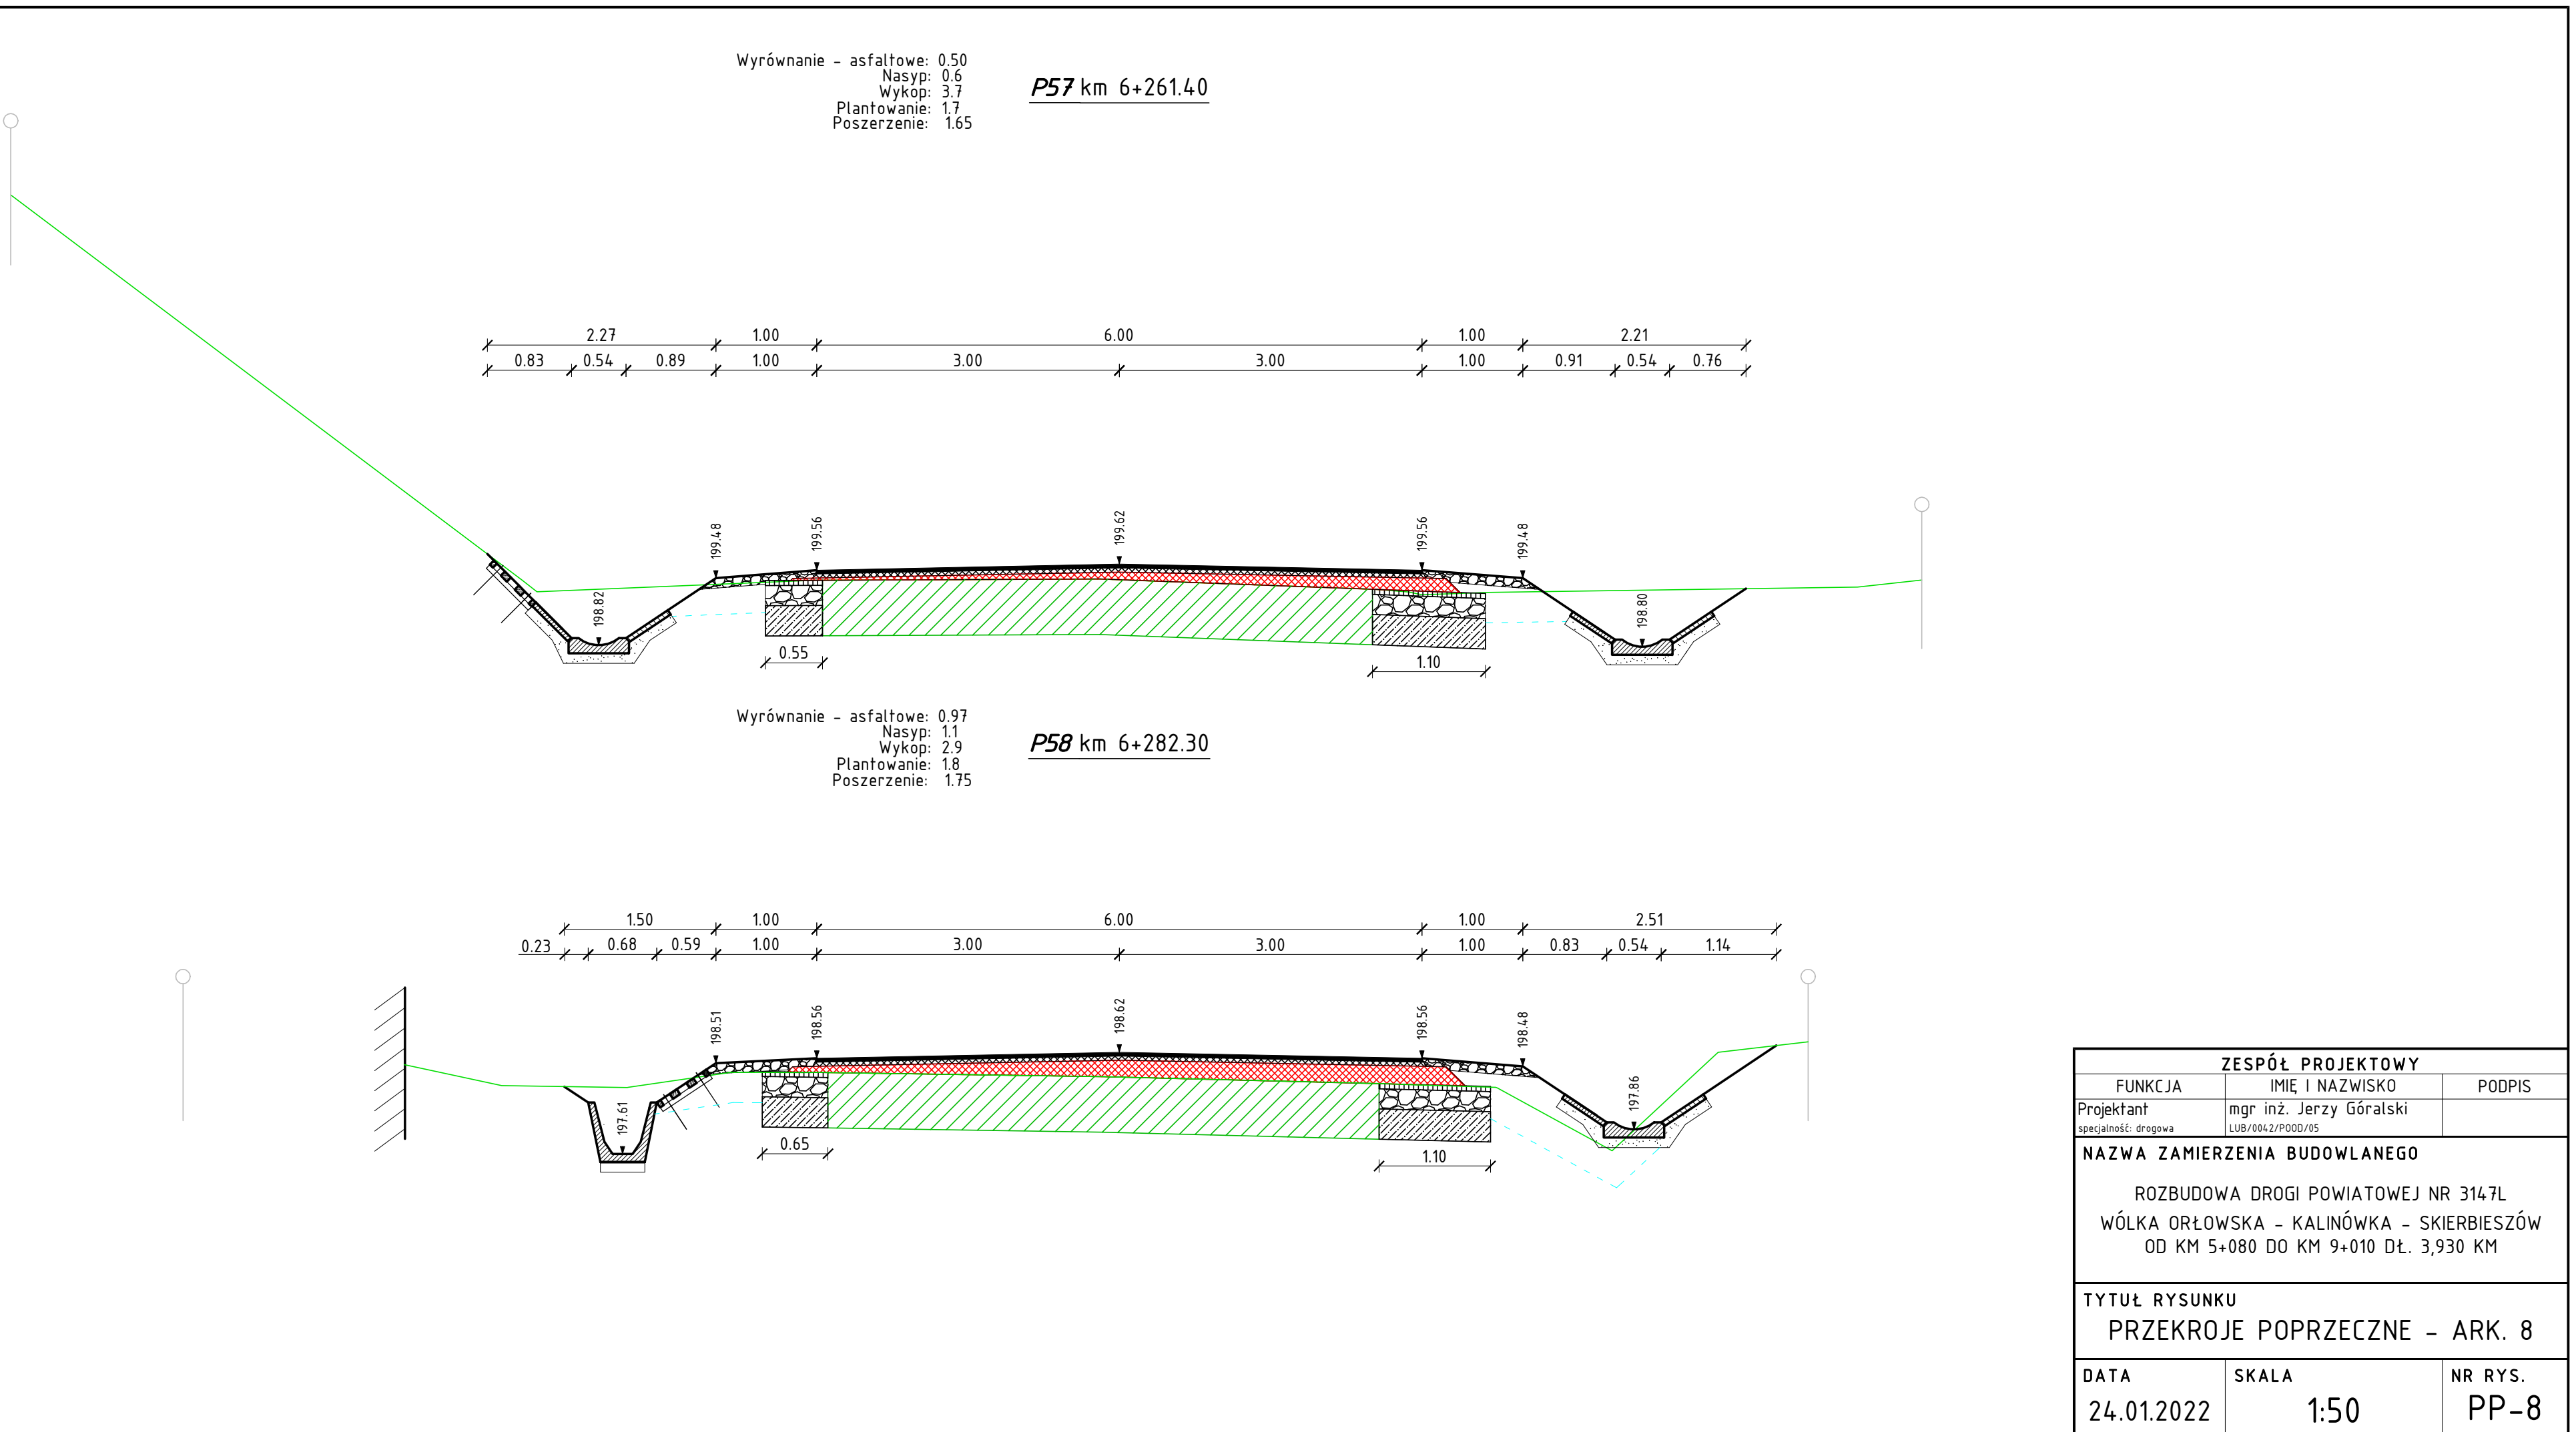 Wyrównanie - asfaltowe: 0.50
Nasyp: 0.6
Wykop: 3.7
Plantowanie: 1.7
Poszerzenie: 1.65
P57 km 6+261.40
2.27 1.00 6.00 1.00 2.21
0.83 0.54 0.89 1.00 3.00 3.00 1.00 0.91 0.54 0.76
199.48 199.56 199.62 199.56 199.48
198.82 198.80
0.55 1.10
Wyrównanie - asfaltowe: 0.97
Nasyp: 1.1
Wykop: 2.9
Plantowanie: 1.8
Poszerzenie: 1.75
P58 km 6+282.30
1.50 1.00 6.00 1.00 2.51
0.23 0.68 0.59 1.00 3.00 3.00 1.00 0.83 0.54 1.14
198.51 198.56 198.62 198.56 198.48
197.61 197.86
0.65 1.10
ZESPÓŁ PROJEKTOWY
FUNKCJA IMIĘ I NAZWISKO PODPIS
Projektant mgr inż. Jerzy Góralski
specjalność: drogowa LUB/0042/POOD/05
NAZWA ZAMIERZENIA BUDOWLANEGO
ROZBUDOWA DROGI POWIATOWEJ NR 3147L
WÓLKA ORŁOWSKA - KALINÓWKA - SKIERBIESZÓW
OD KM 5+080 DO KM 9+010 DŁ. 3,930 KM
TYTUŁ RYSUNKU
PRZEKROJE POPRZECZNE - ARK. 8
DATA SKALA NR RYS.
24.01.2022 1:50 PP-8